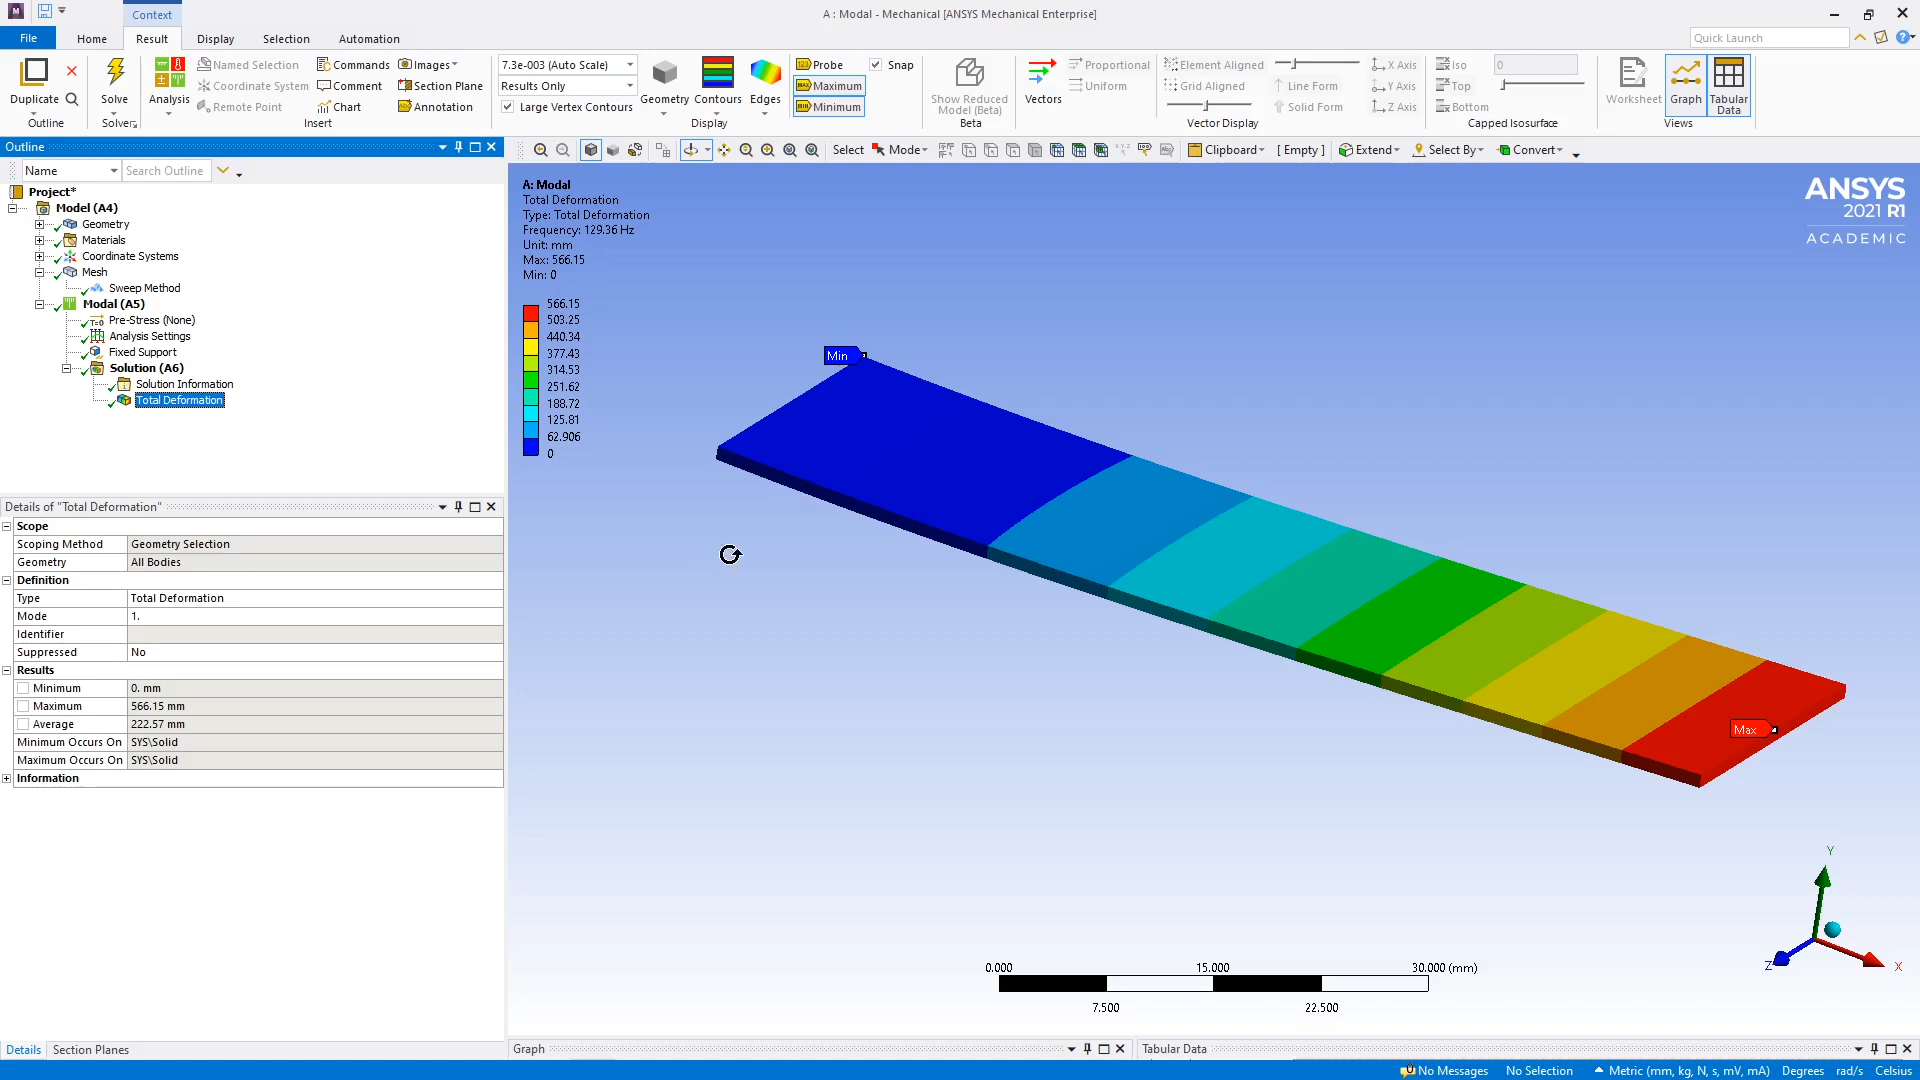 Context
A : Modal - Mechanical [ANSYS Mechanical Enterprise]
File
Home
Result
Display
Selection
Automation
Quick Launch
Duplicate
Outline
Solve
Solver
Analysis
Named Selection
Coordinate System
Remote Point
Commands
Comment
Chart
Images
Section Plane
Annotation
Insert
7.3e-003 (Auto Scale)
Results Only
Large Vertex Contours
Geometry
Contours
Edges
Display
Probe
Maximum
Minimum
Snap
Show Reduced
Model (Beta)
Beta
Vectors
Proportional
Uniform
Element Aligned
Grid Aligned
Line Form
Solid Form
X Axis
Y Axis
Z Axis
Vector Display
Iso
Top
Bottom
0
Capped Isosurface
Worksheet
Graph
Tabular
Data
Views
Outline
Name
Search Outline
Project*
Model (A4)
Geometry
Materials
Coordinate Systems
Mesh
Sweep Method
Modal (A5)
Pre-Stress (None)
Analysis Settings
Fixed Support
Solution (A6)
Solution Information
Total Deformation
Select
Mode
Clipboard
[ Empty ]
Extend
Select By
Convert
A: Modal
Total Deformation
Type: Total Deformation
Frequency: 129.36 Hz
Unit: mm
Max: 566.15
Min: 0
566.15
503.25
440.34
377.43
314.53
251.62
188.72
125.81
62.906
0
ANSYS
2021 R1
ACADEMIC
Min
Max
Y
Z
X
0.000
15.000
30.000 (mm)
7.500
22.500
Details of "Total Deformation"
Scope
Scoping Method Geometry Selection
Geometry All Bodies
Definition
Type Total Deformation
Mode 1.
Identifier
Suppressed No
Results
Minimum 0. mm
Maximum 566.15 mm
Average 222.57 mm
Minimum Occurs On SYS\Solid
Maximum Occurs On SYS\Solid
Information
Details
Section Planes
Graph
Tabular Data
No Messages
No Selection
Metric (mm, kg, N, s, mV, mA)
Degrees
rad/s
Celsius